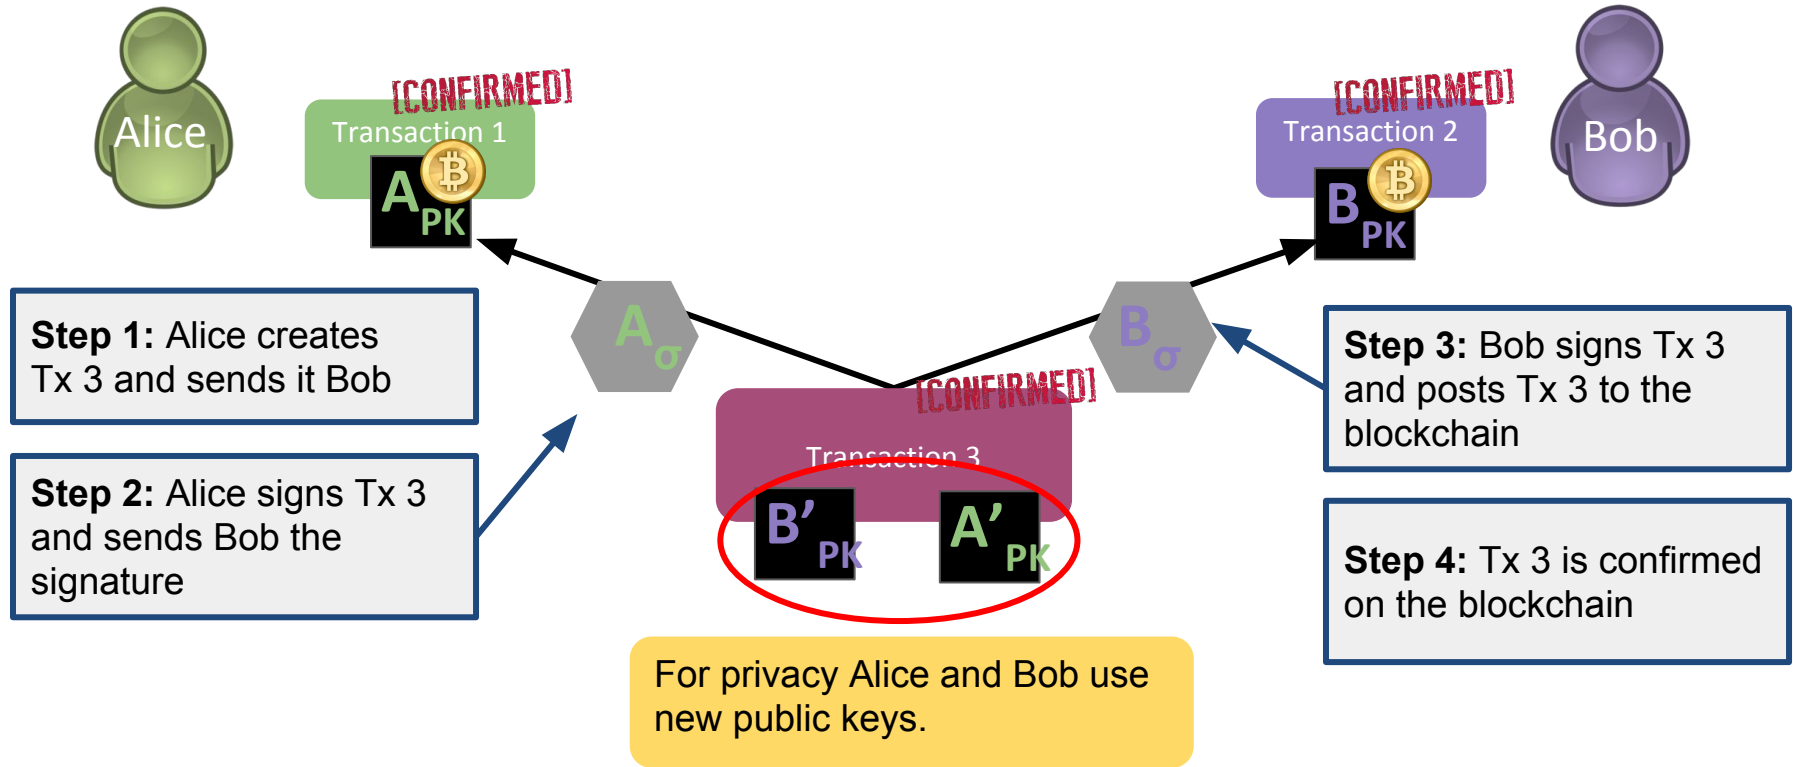 Alice
[CONFIRMED]
Transaction 1
A PK
[CONFIRMED]
Transaction 2
B PK
Bob
Step 1: Alice creates
Tx 3 and sends it Bob
Step 2: Alice signs Tx 3
and sends Bob the
signature
Aσ
Bσ
[CONFIRMED]
Transaction 3
B’ PK
A’ PK
Step 3: Bob signs Tx 3
and posts Tx 3 to the
blockchain
Step 4: Tx 3 is confirmed
on the blockchain
For privacy Alice and Bob use
new public keys.